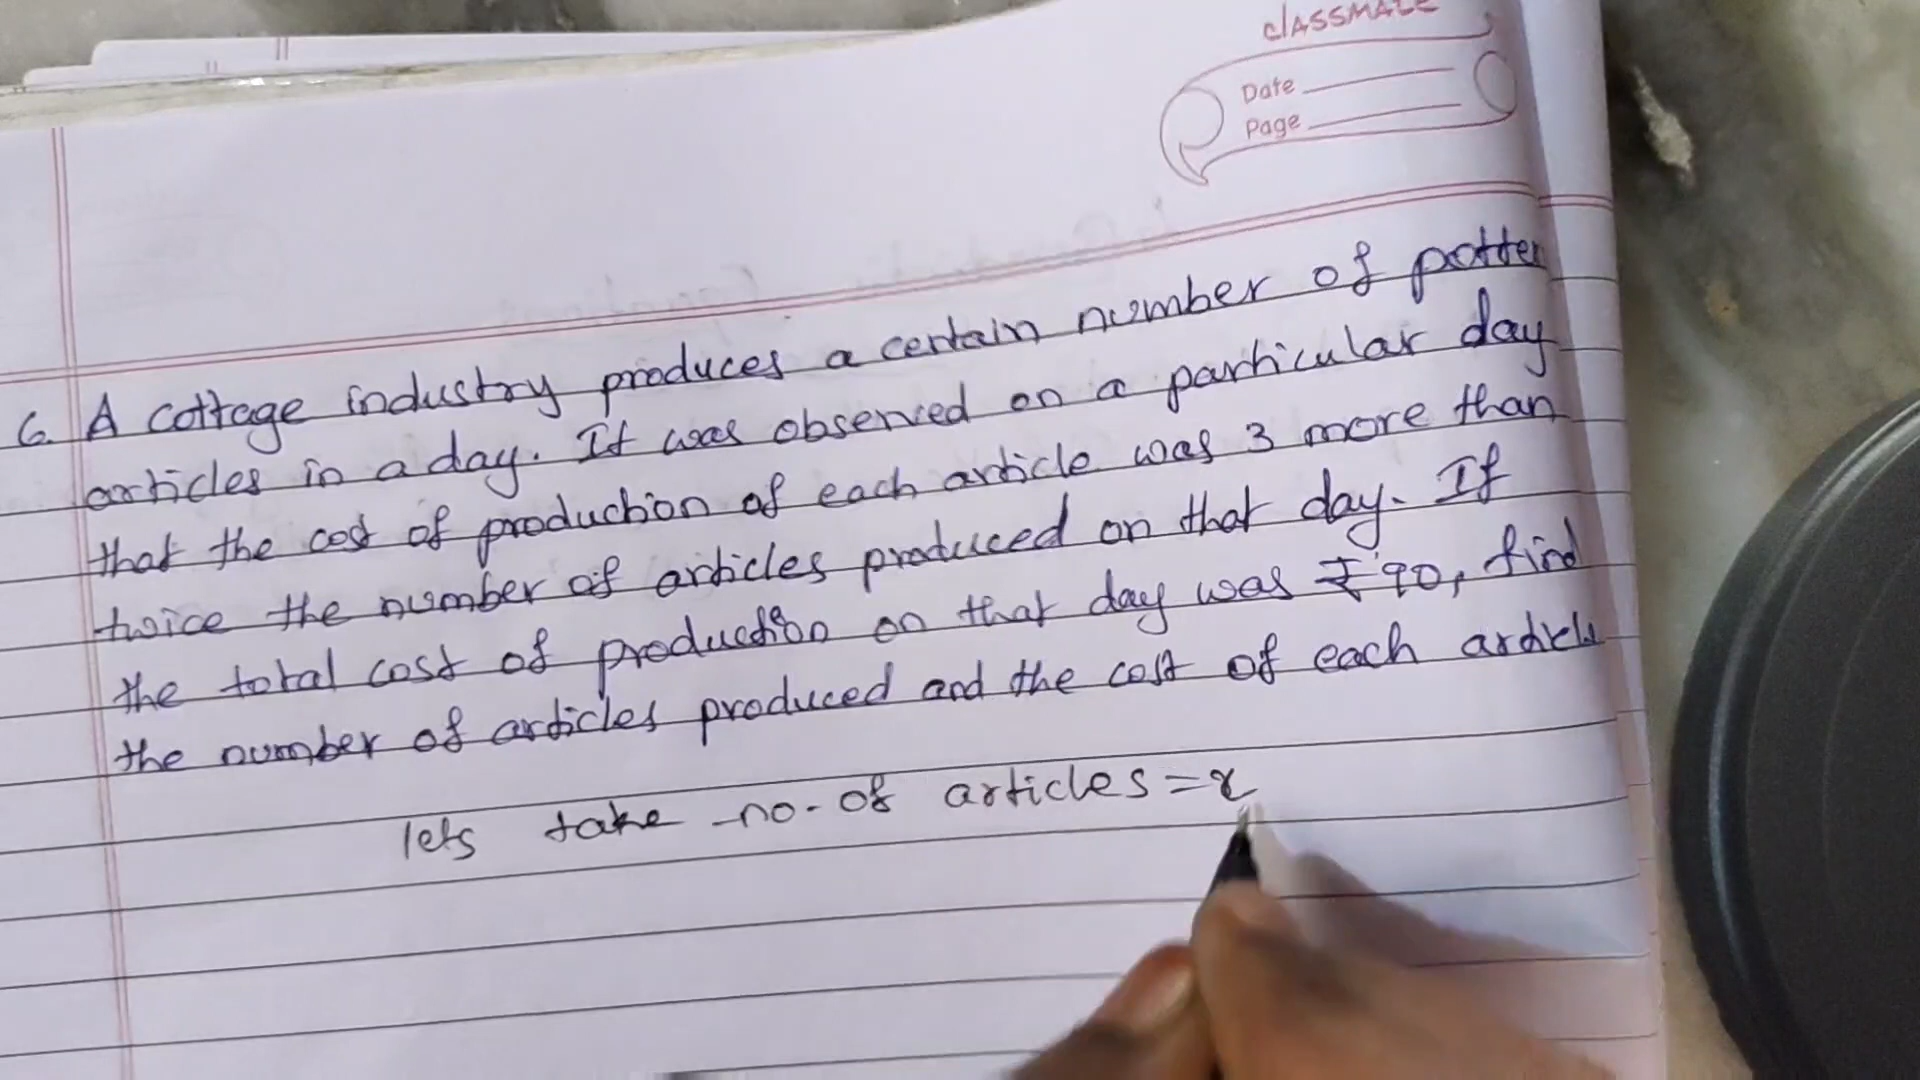 classmate
Date
Page
6. A cottage industry produces a certain number of potter
articles in a day. It was observed on a particular day
that the cost of production of each article was 3 more than
twice the number of articles produced on that day. If
the total cost of production on that day was ₹90, find
the number of articles produced and the cost of each article
lets take no. of articles = x